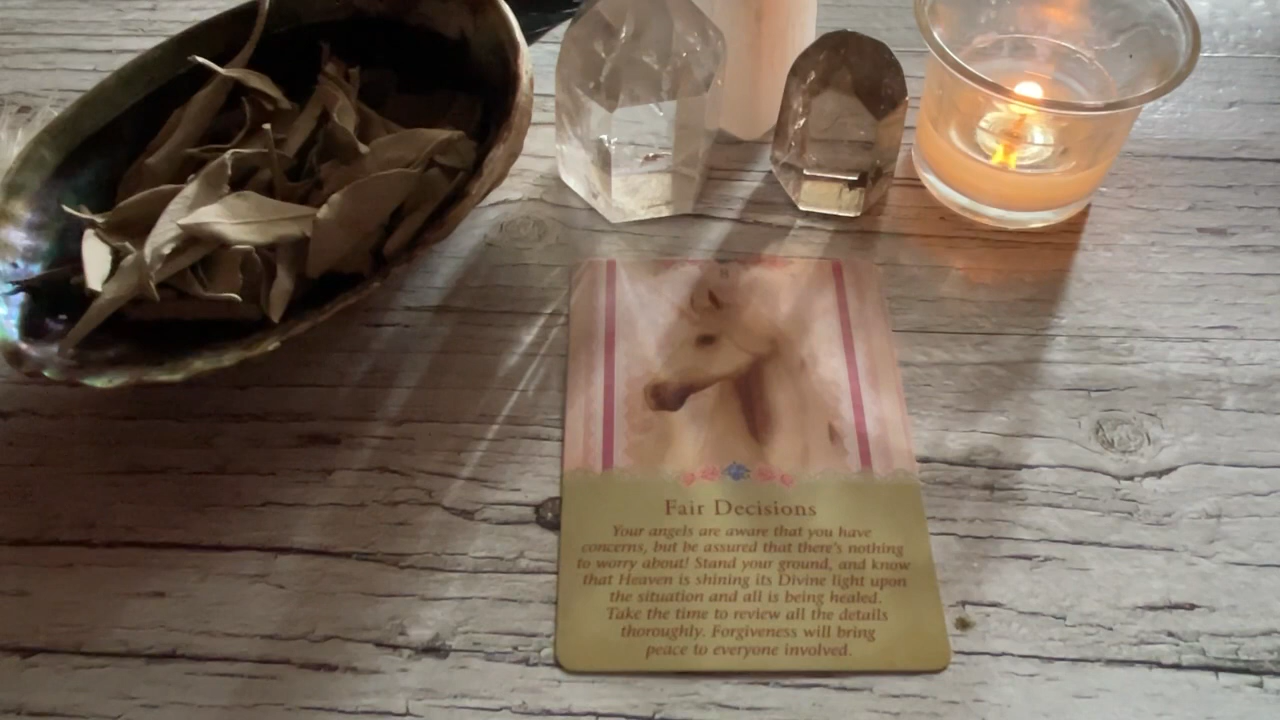 Fair Decisions
Your angels are aware that you have
concerns, but be assured that there's nothing
to worry about! Stand your ground, and know
that Heaven is shining its Divine light upon
the situation and all is being healed.
Take the time to review all the details
thoroughly. Forgiveness will bring
peace to everyone involved.